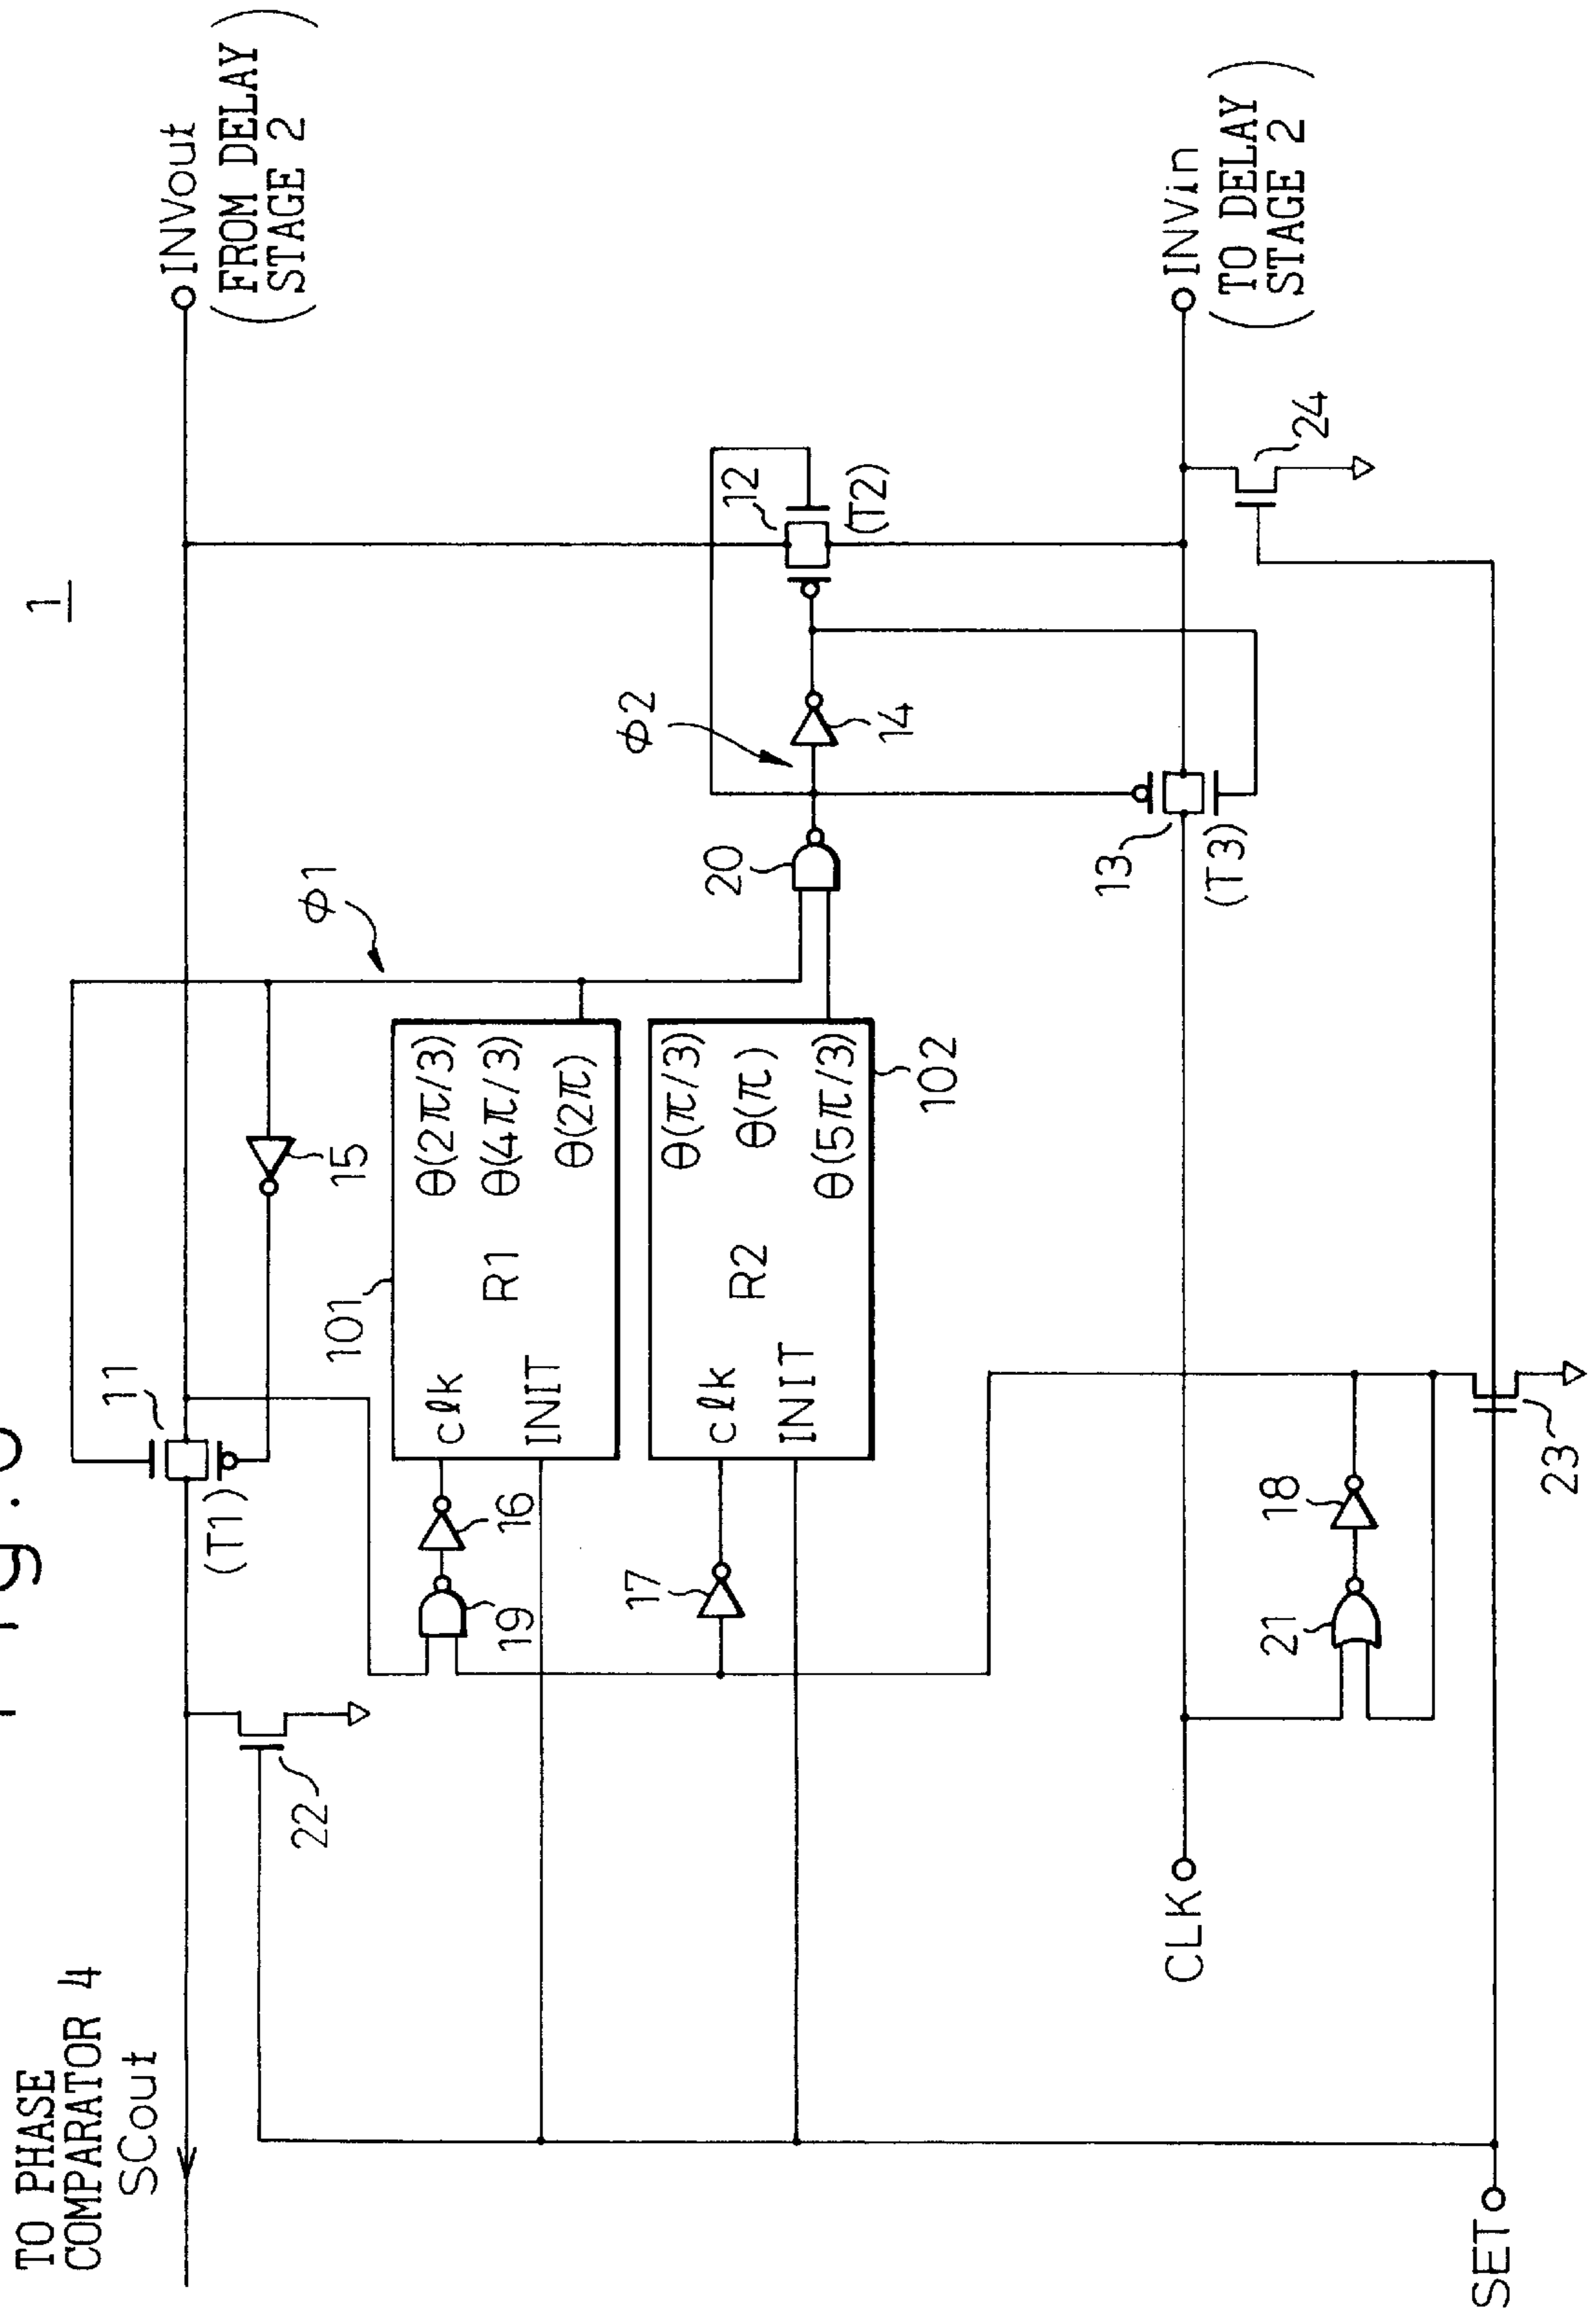 Fig.
1
TO PHASE
COMPARATOR 4
SCout
INVout
(FROM DELAY
STAGE 2)
11
(T1)
15
φ1
22
101
clk
R1
INIT
θ(2π/3)
θ(4π/3)
θ(2π)
16
19
17
clk
R2
INIT
θ(π/3)
θ(π)
θ(5π/3)
102
20
φ2
14
12
(T2)
13
(T3)
CLK
INVin
(TO DELAY
STAGE 2)
21
18
24
SET
23